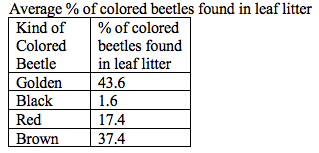 Average % of colored beetles found in leaf litter
Kind of % of colored
Colored beetles found
Beetle in leaf litter
Golden 43.6
Black 1.6
Red 17.4
Brown 37.4